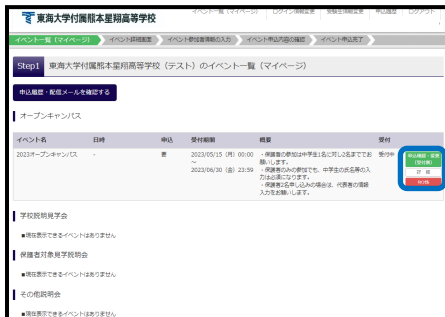 東海大学付属熊本星翔高等学校
イベント一覧（マイページ） ログイン情報変更 受験生情報変更 申込履歴 ログアウト
イベント一覧（マイページ） イベント詳細画面 イベント参加者情報の入力 イベント申込内容の確認 イベント申込完了
Step1 東海大学付属熊本星翔高等学校（テスト）のイベント一覧（マイページ）
申込履歴・配信メールを確認する
オープンキャンパス
イベント名 日時 申込 受付期間 概要 受付
2023オープンキャンパス - 要 2023/05/15（月）00:00 ・保護者の参加は中学生1名に対し2名まででお 受付中 申込履歴・変更
～ 願いします。 (受付票)
2023/06/30（金）23:59 ・保護者のみの参加でも、中学生の氏名等の入 詳 細
力は必須になります。
・保護者2名申し込みの場合は、代表者の情報
入力をお願いします。
学校説明見学会
■現在表示できるイベントはありません
保護者対象見学説明会
■現在表示できるイベントはありません
その他説明会
■現在表示できるイベントはありません